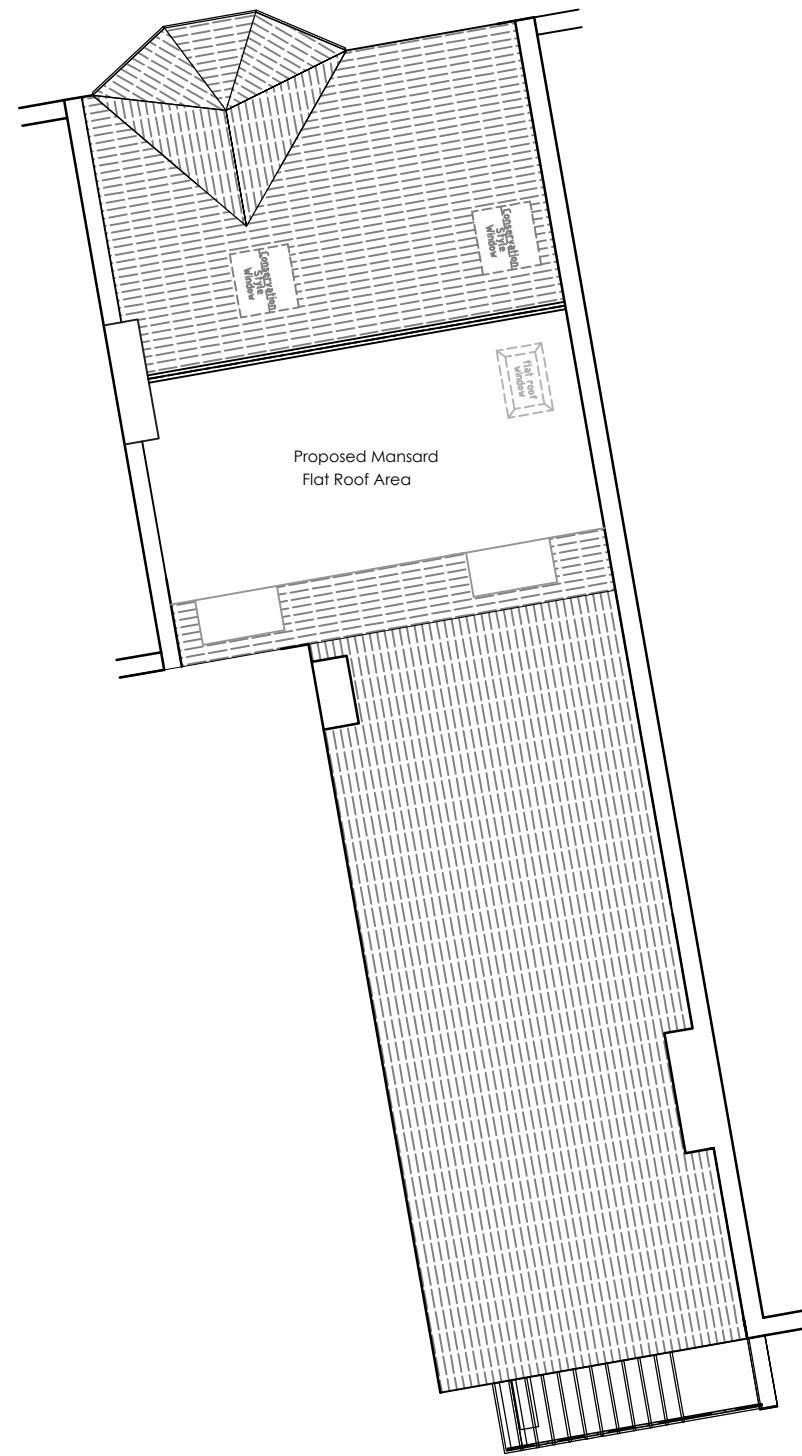 Conservation
Style
Window
Conservation
Style
Window
flat roof
window
Proposed Mansard
Flat Roof Area